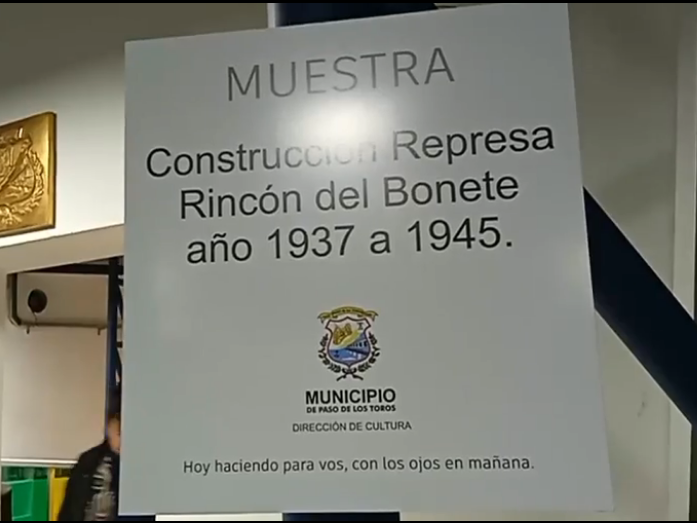 MUESTRA
Construcción Represa
Rincón del Bonete
año 1937 a 1945.
MUNICIPIO
DE PASO DE LOS TOROS
DIRECCIÓN DE CULTURA
Hoy haciendo para vos, con los ojos en mañana.